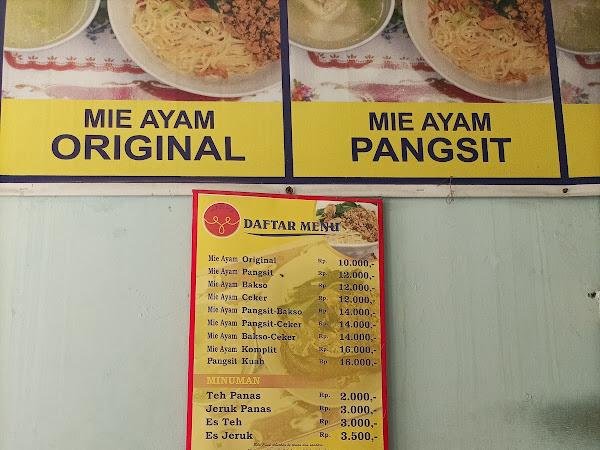 MIE AYAM
ORIGINAL
MIE AYAM
PANGSIT
DAFTAR MENU
Mie Ayam Original Rp. 10.000,-
Mie Ayam Pangsit Rp. 12.000,-
Mie Ayam Bakso Rp. 12.000,-
Mie Ayam Ceker Rp. 12.000,-
Mie Ayam Pangsit-Bakso Rp. 14.000,-
Mie Ayam Pangsit-Ceker Rp. 14.000,-
Mie Ayam Bakso-Ceker Rp. 14.000,-
Mie Ayam Komplit Rp. 16.000,-
Pangsit Kuah Rp. 16.000,-
MINUMAN
Teh Panas Rp. 2.000,-
Jeruk Panas Rp. 3.000,-
Es Teh Rp. 3.000,-
Es Jeruk Rp. 3.500,-